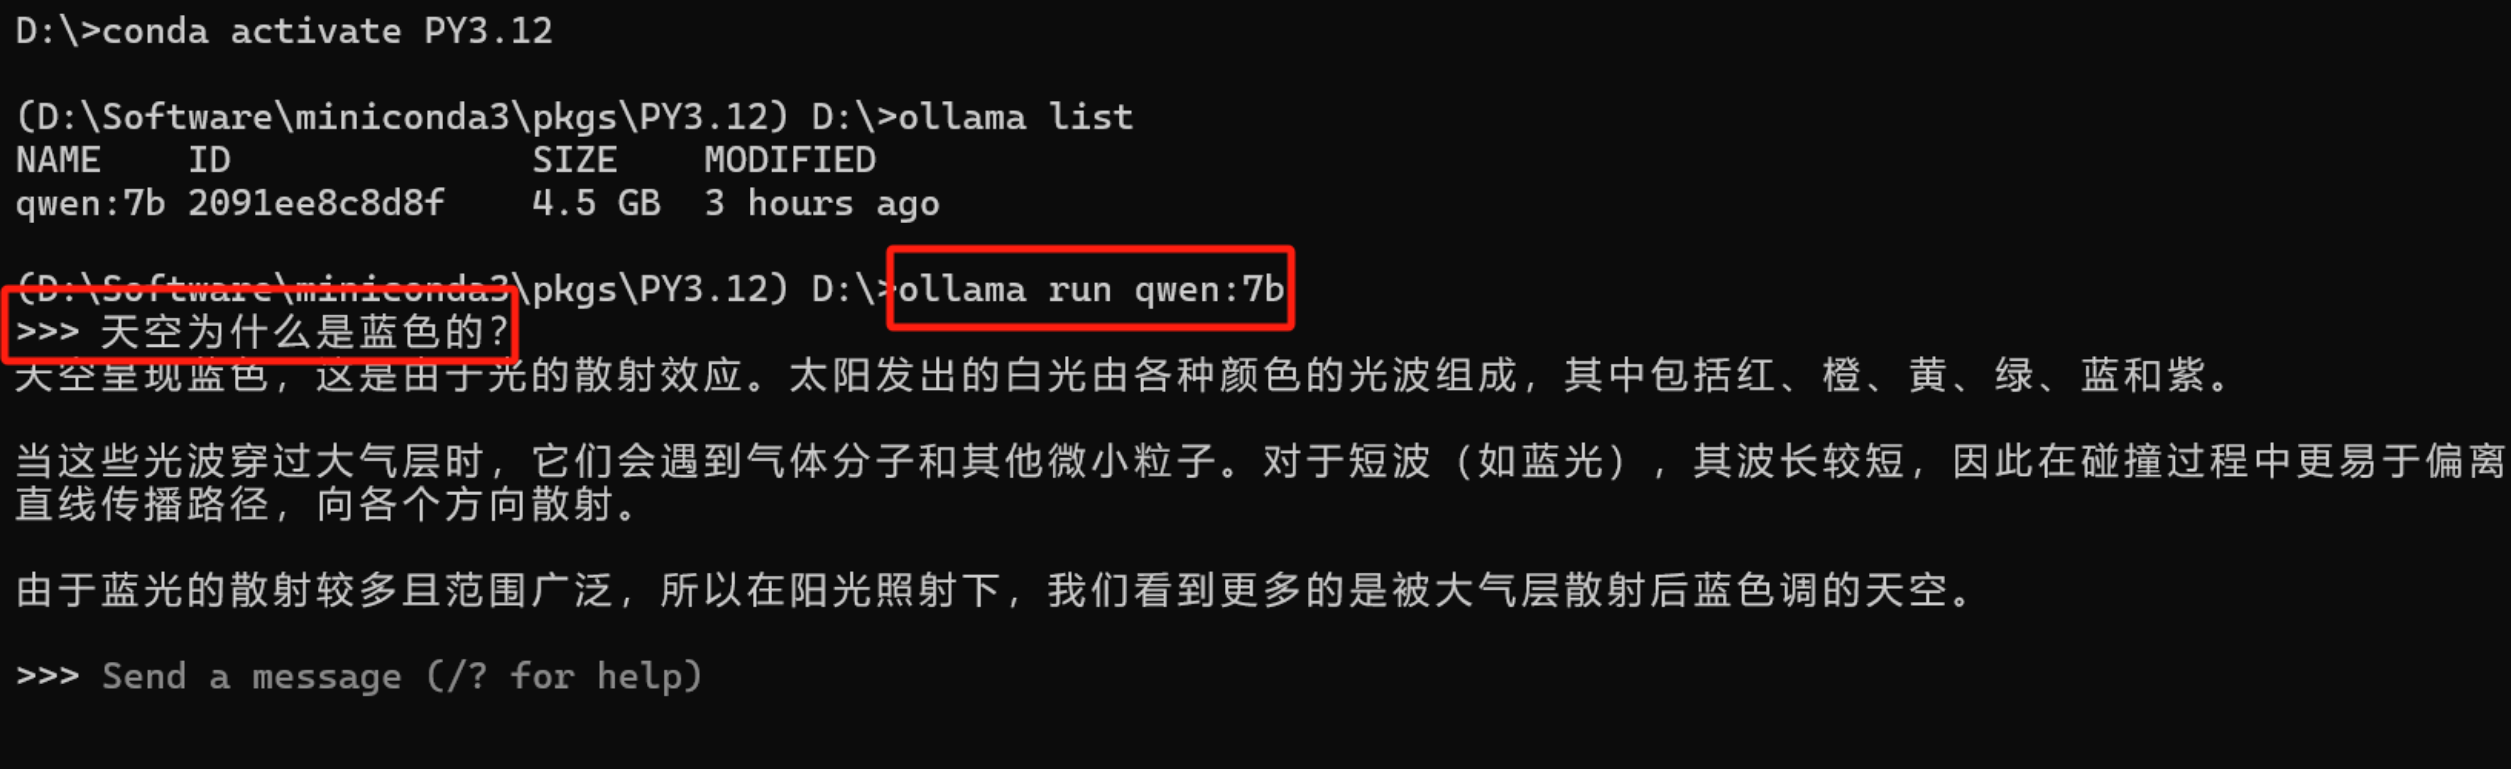 D:\>conda activate PY3.12
(D:\Software\miniconda3\pkgs\PY3.12) D:\>ollama list
NAME    ID              SIZE    MODIFIED
qwen:7b 2091ee8c8d8f    4.5 GB  3 hours ago
(D:\Software\miniconda3\pkgs\PY3.12) D:\>ollama run qwen:7b
>>> 天空为什么是蓝色的?
天空呈现蓝色，这是由于光的散射效应。太阳发出的白光由各种颜色的光波组成，其中包括红、橙、黄、绿、蓝和紫。
当这些光波穿过大气层时，它们会遇到气体分子和其他微小粒子。对于短波（如蓝光），其波长较短，因此在碰撞过程中更易于偏离
直线传播路径，向各个方向散射。
由于蓝光的散射较多且范围广泛，所以在阳光照射下，我们看到更多的是被大气层散射后蓝色调的天空。
>>> Send a message (/? for help)